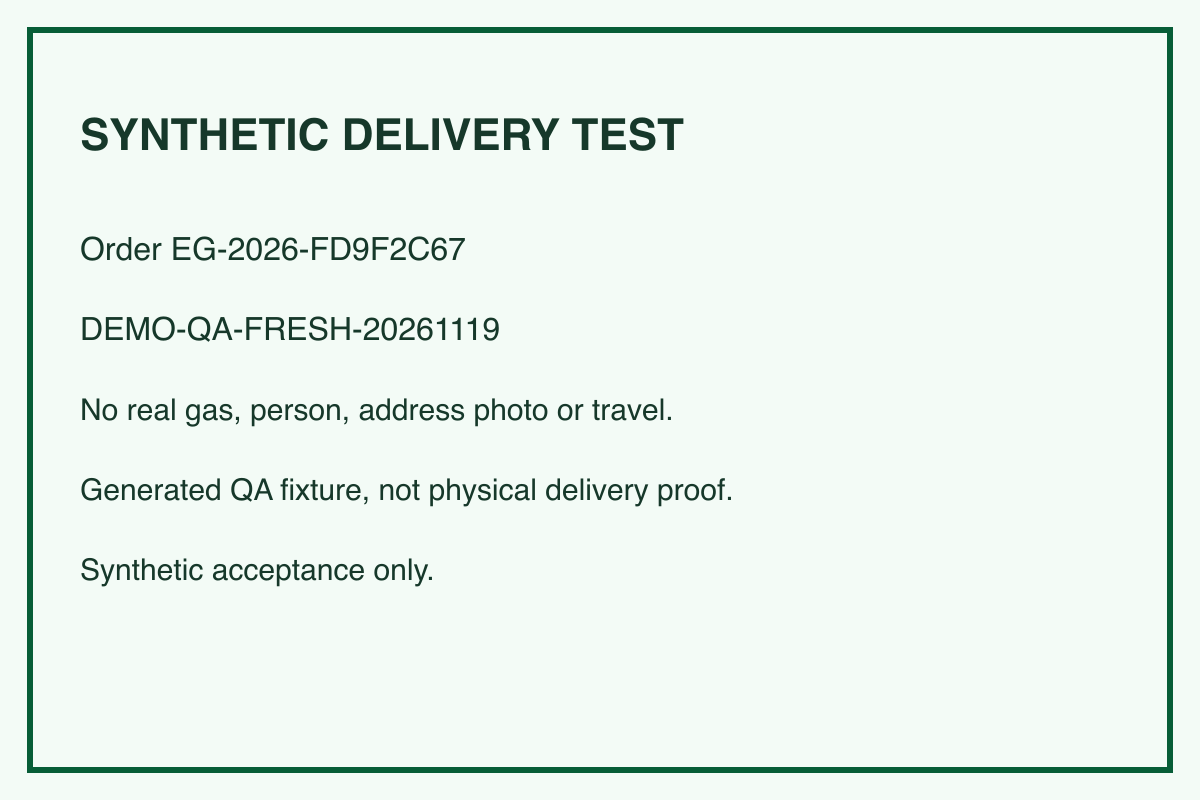 SYNTHETIC DELIVERY TEST
Order EG-2026-FD9F2C67
DEMO-QA-FRESH-20261119
No real gas, person, address photo or travel.
Generated QA fixture, not physical delivery proof.
Synthetic acceptance only.